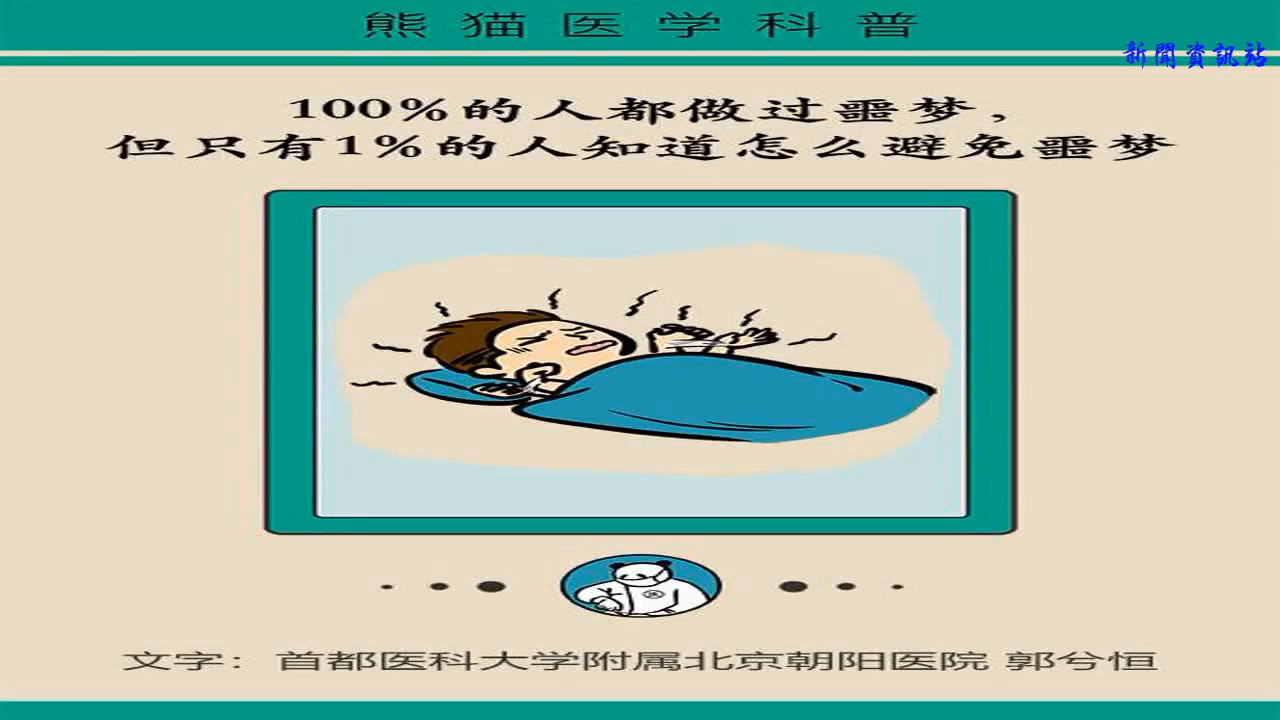 熊猫医学科普
新聞資訊站
100%的人都做过噩梦，
但只有1%的人知道怎么避免噩梦
文字：首都医科大学附属北京朝阳医院 郭兮恒